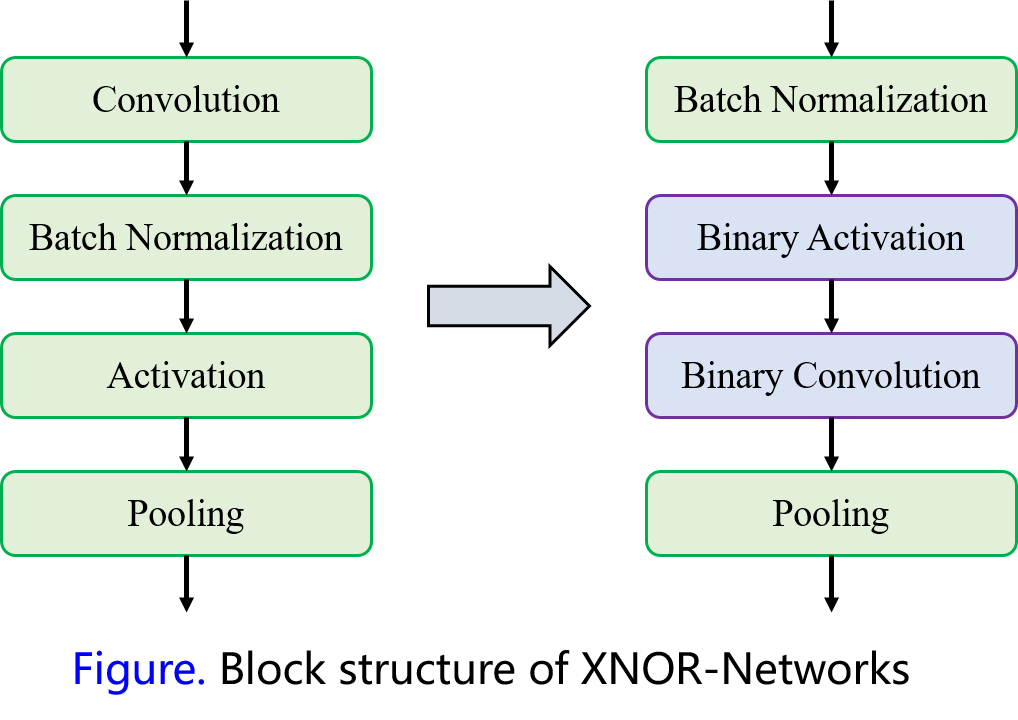 Convolution
Batch Normalization
Activation
Pooling
Batch Normalization
Binary Activation
Binary Convolution
Pooling
Figure. Block structure of XNOR-Networks